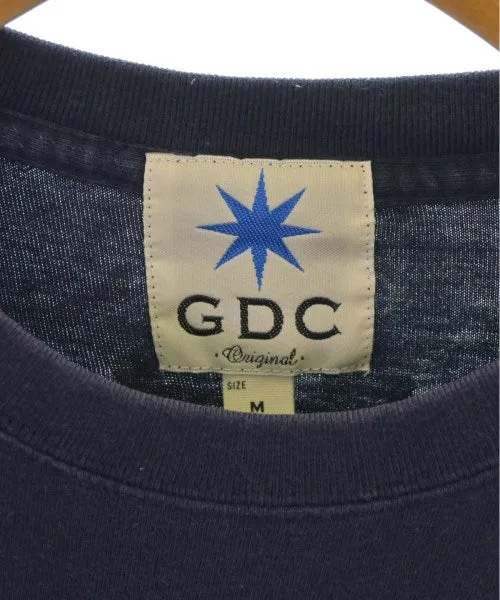 GDC
· Original ·
SIZE
M